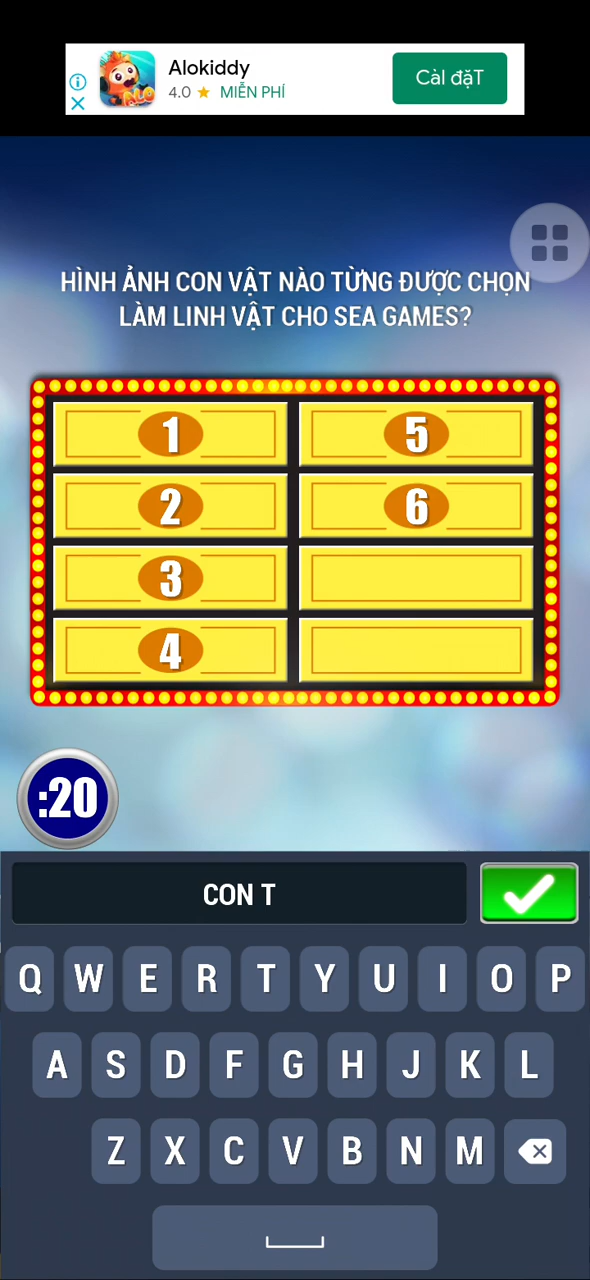 Alokiddy
4.0 ★ MIỄN PHÍ
Cài đặT
HÌNH ẢNH CON VẬT NÀO TỪNG ĐƯỢC CHỌN
LÀM LINH VẬT CHO SEA GAMES?
1 5
2 6
3
4
:20
CON T
Q W E R T Y U I O P
A S D F G H J K L
Z X C V B N M